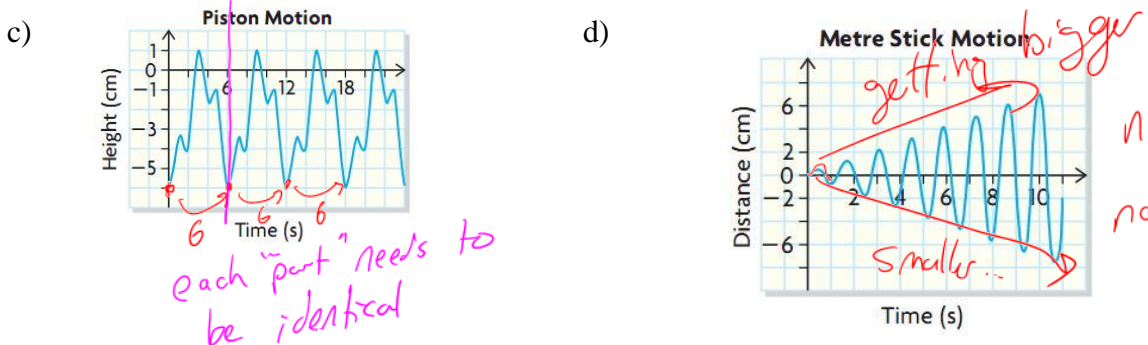 c)
Piston Motion
Height (cm)
1
0
-1
-3
-5
6
12
18
6
6
6
Time (s)
each "part" needs to
be identical
d)
Metre Stick Motion
getting bigger
Distance (cm)
6
2
0
-2
-6
2
4
6
8
10
smaller...
Time (s)
n
no